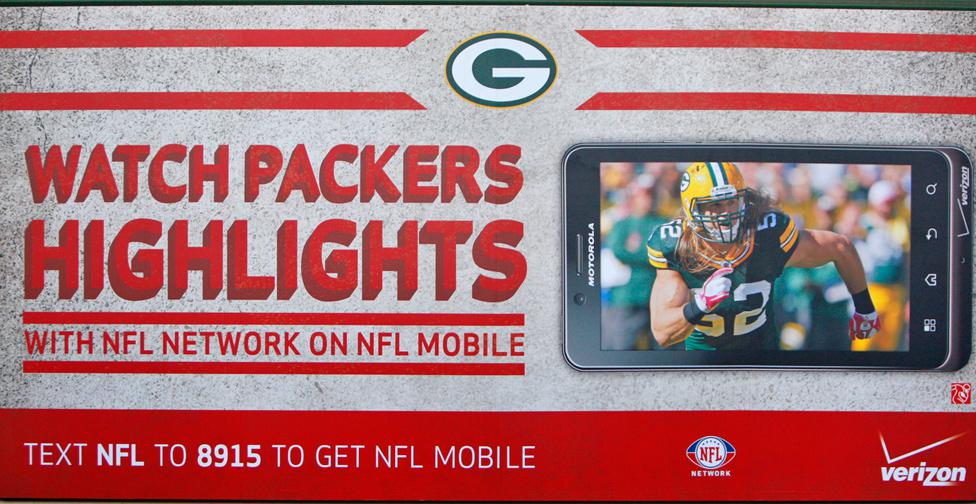 G
WATCH PACKERS
HIGHLIGHTS
WITH NFL NETWORK ON NFL MOBILE
MOTOROLA
G
52
52
verizon
TEXT NFL TO 8915 TO GET NFL MOBILE
NFL
NETWORK
verizon